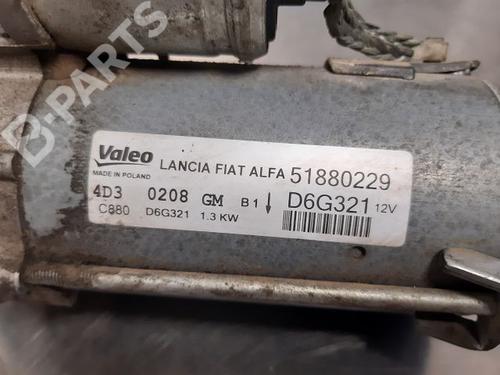 B-PARTS
Valeo LANCIA FIAT ALFA 51880229
MADE IN POLAND
4D3 0208 GM B1↓ D6G321 12V
C880 D6G321 1.3 KW